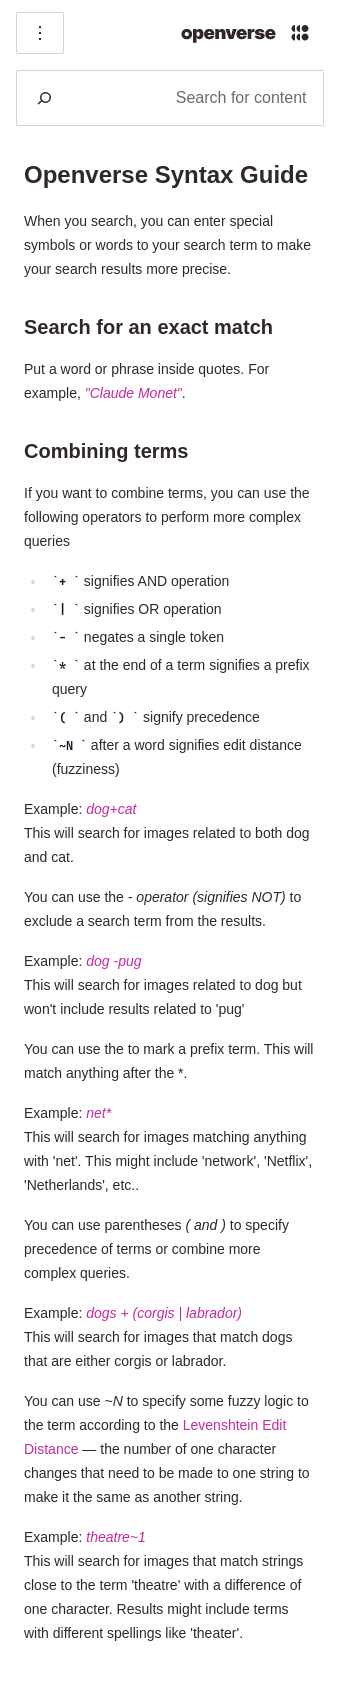 openverse
Search for content
Openverse Syntax Guide
When you search, you can enter special
symbols or words to your search term to make
your search results more precise.
Search for an exact match
Put a word or phrase inside quotes. For
example, "Claude Monet".
Combining terms
If you want to combine terms, you can use the
following operators to perform more complex
queries
`+ ` signifies AND operation
`| ` signifies OR operation
`- ` negates a single token
`* ` at the end of a term signifies a prefix
query
`( ` and `) ` signify precedence
`~N ` after a word signifies edit distance
(fuzziness)
Example: dog+cat
This will search for images related to both dog
and cat.
You can use the - operator (signifies NOT) to
exclude a search term from the results.
Example: dog -pug
This will search for images related to dog but
won't include results related to 'pug'
You can use the to mark a prefix term. This will
match anything after the *.
Example: net*
This will search for images matching anything
with 'net'. This might include 'network', 'Netflix',
'Netherlands', etc..
You can use parentheses ( and ) to specify
precedence of terms or combine more
complex queries.
Example: dogs + (corgis | labrador)
This will search for images that match dogs
that are either corgis or labrador.
You can use ~N to specify some fuzzy logic to
the term according to the Levenshtein Edit
Distance — the number of one character
changes that need to be made to one string to
make it the same as another string.
Example: theatre~1
This will search for images that match strings
close to the term 'theatre' with a difference of
one character. Results might include terms
with different spellings like 'theater'.